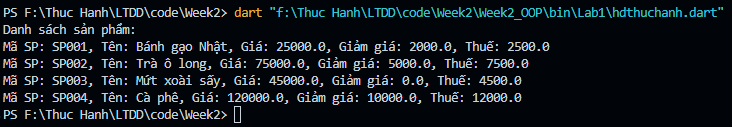 PS F:\Thuc Hanh\LTDD\code\Week2> dart "f:\Thuc Hanh\LTDD\code\Week2\Week2_OOP\bin\Lab1\hdthuchanh.dart"
Danh sách sản phẩm:
Mã SP: SP001, Tên: Bánh gạo Nhật, Giá: 25000.0, Giảm giá: 2000.0, Thuế: 2500.0
Mã SP: SP002, Tên: Trà ô long, Giá: 75000.0, Giảm giá: 5000.0, Thuế: 7500.0
Mã SP: SP003, Tên: Mứt xoài sấy, Giá: 45000.0, Giảm giá: 0.0, Thuế: 4500.0
Mã SP: SP004, Tên: Cà phê, Giá: 120000.0, Giảm giá: 10000.0, Thuế: 12000.0
PS F:\Thuc Hanh\LTDD\code\Week2>